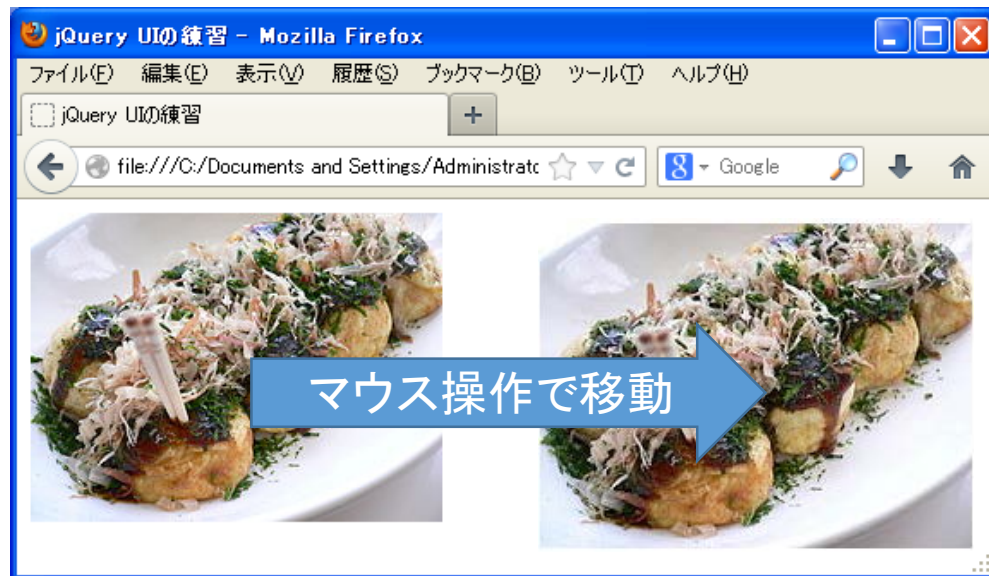 jQuery UIの練習 - Mozilla Firefox
ファイル(F) 編集(E) 表示(V) 履歴(S) ブックマーク(B) ツール(T) ヘルプ(H)
jQuery UIの練習
file:///C:/Documents and Settings/Administratc
Google
マウス操作で移動